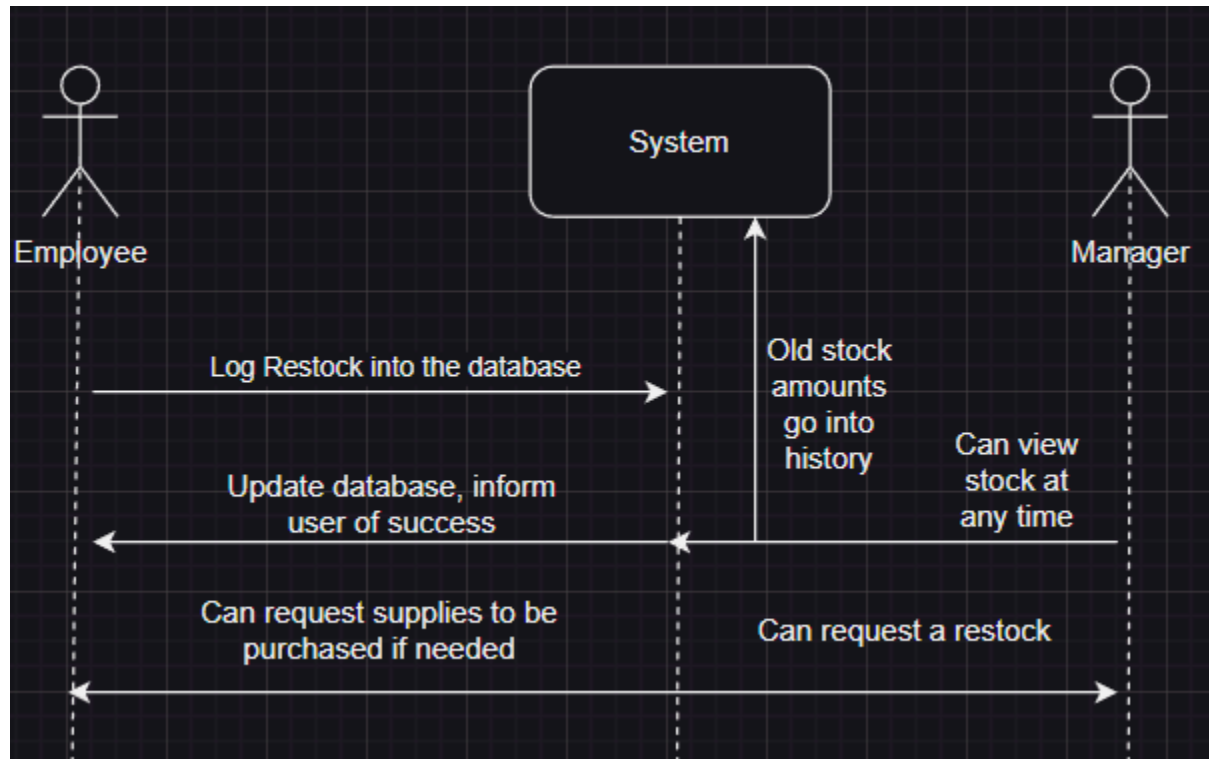 System
Employee
Manager
Log Restock into the database
Old stock
amounts
go into
history
Can view
stock at
any time
Update database, inform
user of success
Can request supplies to be
purchased if needed
Can request a restock